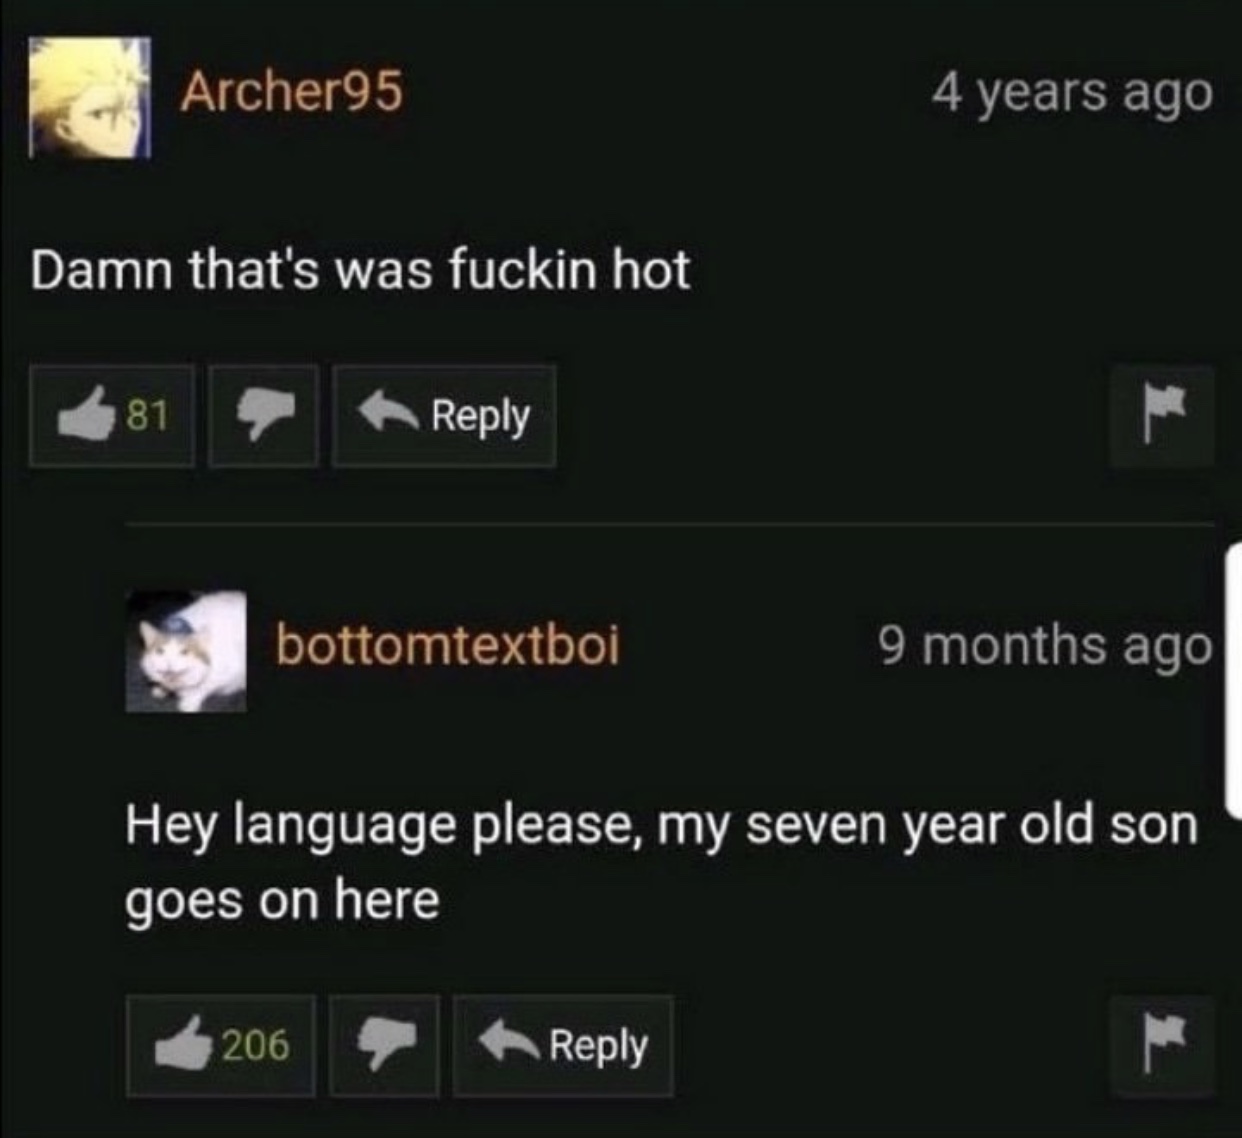 Archer95 4 years ago
Damn that's was fuckin hot
81 Reply
bottomtextboi 9 months ago
Hey language please, my seven year old son
goes on here
206 Reply